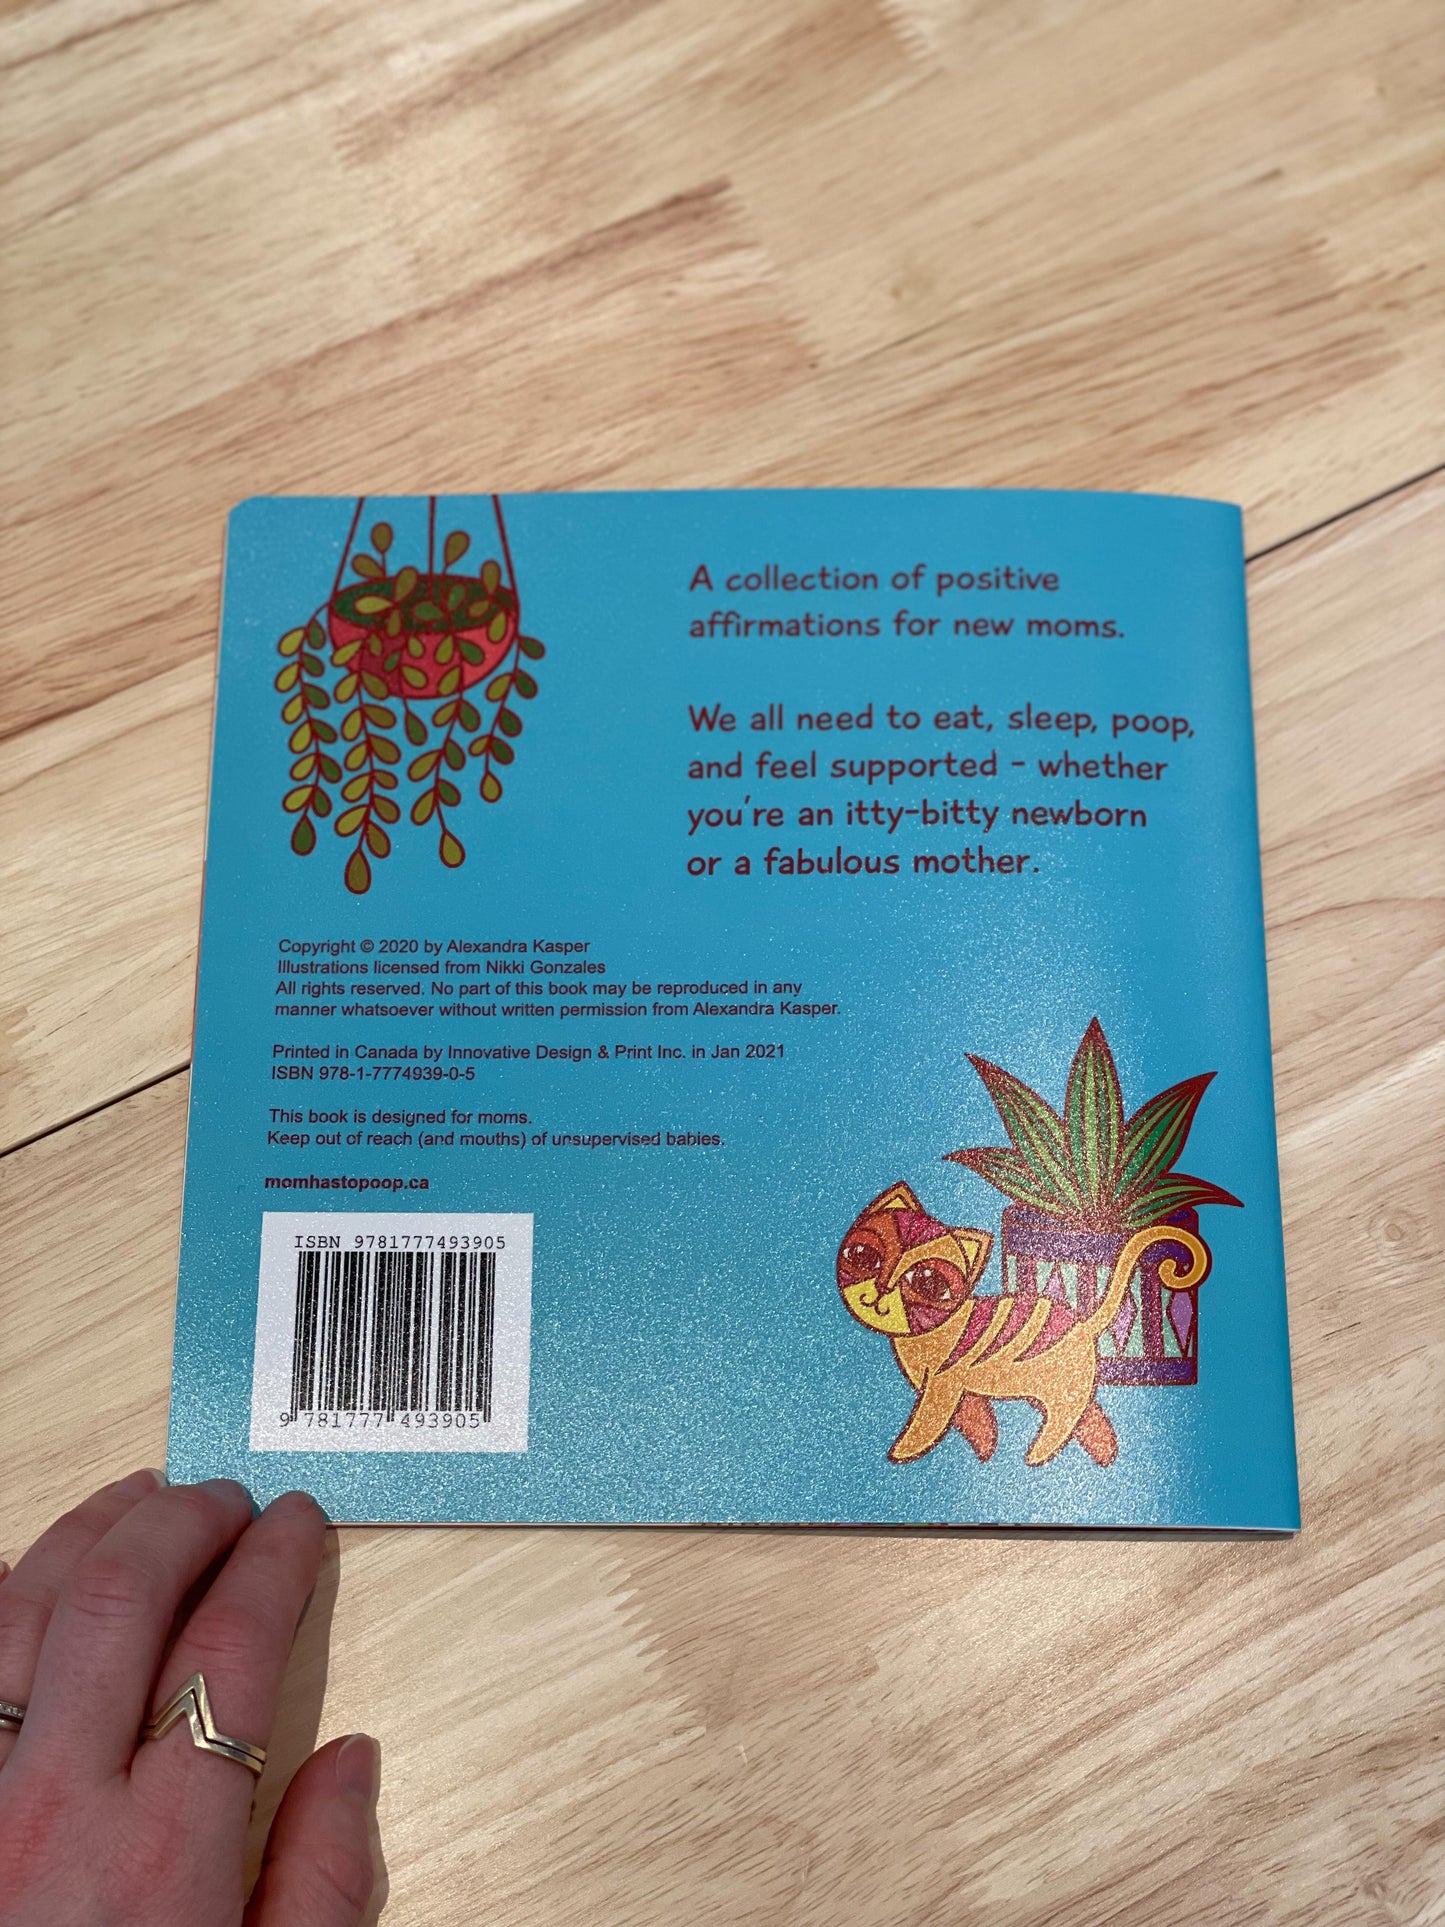 A collection of positive
affirmations for new moms.
We all need to eat, sleep, poop,
and feel supported - whether
you're an itty-bitty newborn
or a fabulous mother.
Copyright © 2020 by Alexandra Kasper
Illustrations licensed from Nikki Gonzales
All rights reserved. No part of this book may be reproduced in any
manner whatsoever without written permission from Alexandra Kasper.
Printed in Canada by Innovative Design & Print Inc. in Jan 2021
ISBN 978-1-7774939-0-5
This book is designed for moms.
Keep out of reach (and mouths) of unsupervised babies.
momhastopoop.ca
ISBN 9781777493905
9 781777 493905